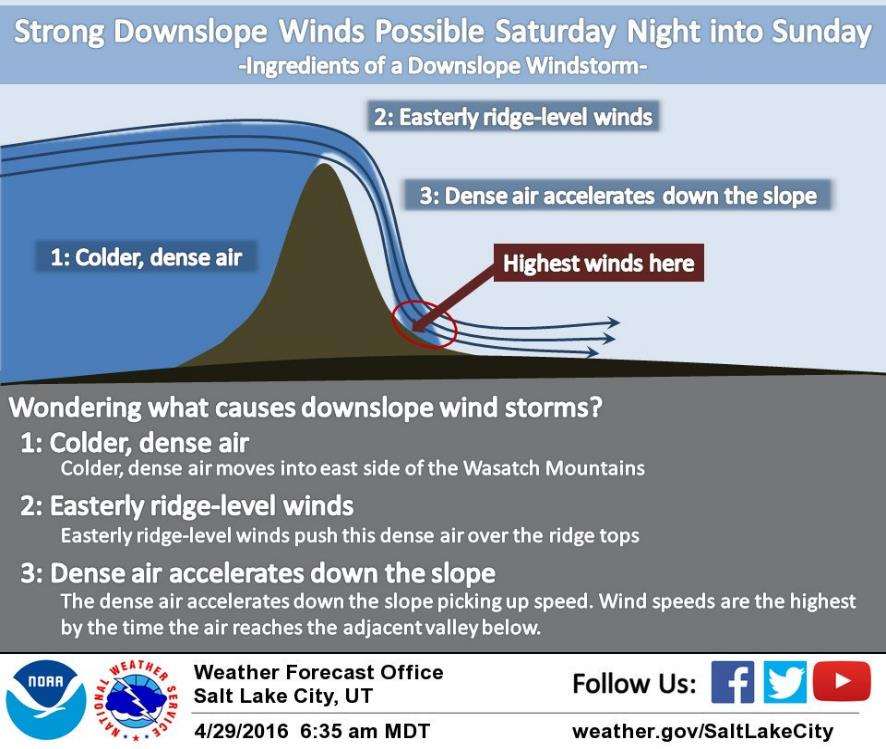 Strong Downslope Winds Possible Saturday Night into Sunday
-Ingredients of a Downslope Windstorm-
2: Easterly ridge-level winds
3: Dense air accelerates down the slope
1: Colder, dense air
Highest winds here
Wondering what causes downslope wind storms?
1: Colder, dense air
Colder, dense air moves into east side of the Wasatch Mountains
2: Easterly ridge-level winds
Easterly ridge-level winds push this dense air over the ridge tops
3: Dense air accelerates down the slope
The dense air accelerates down the slope picking up speed. Wind speeds are the highest
by the time the air reaches the adjacent valley below.
NOAA
NATIONAL WEATHER SERVICE
Weather Forecast Office
Salt Lake City, UT
4/29/2016 6:35 am MDT
Follow Us:
weather.gov/SaltLakeCity